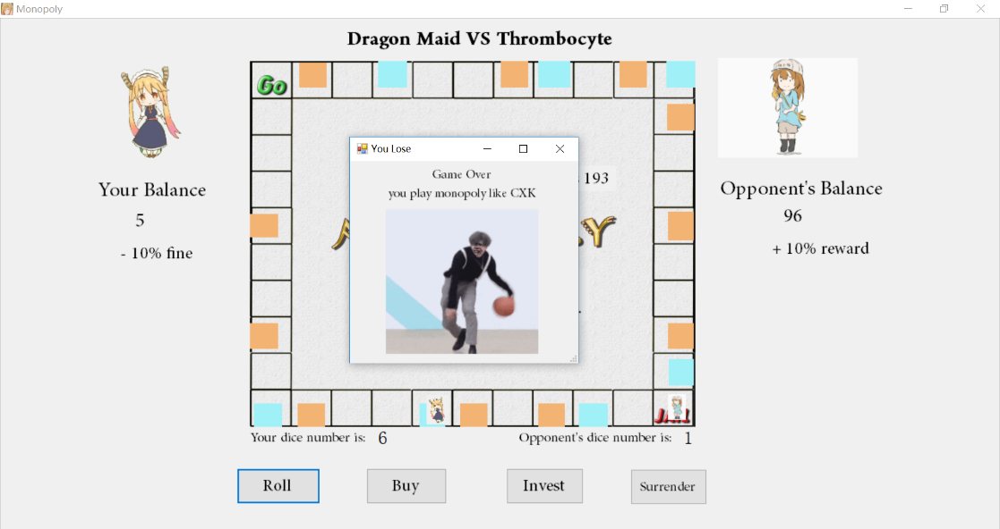 Monopoly
Dragon Maid VS Thrombocyte
Go
You Lose
Game Over
you play monopoly like CXK
193
Your Balance
5
- 10% fine
Opponent's Balance
96
+ 10% reward
Y
Your dice number is: 6
Opponent's dice number is: 1
Roll
Buy
Invest
Surrender